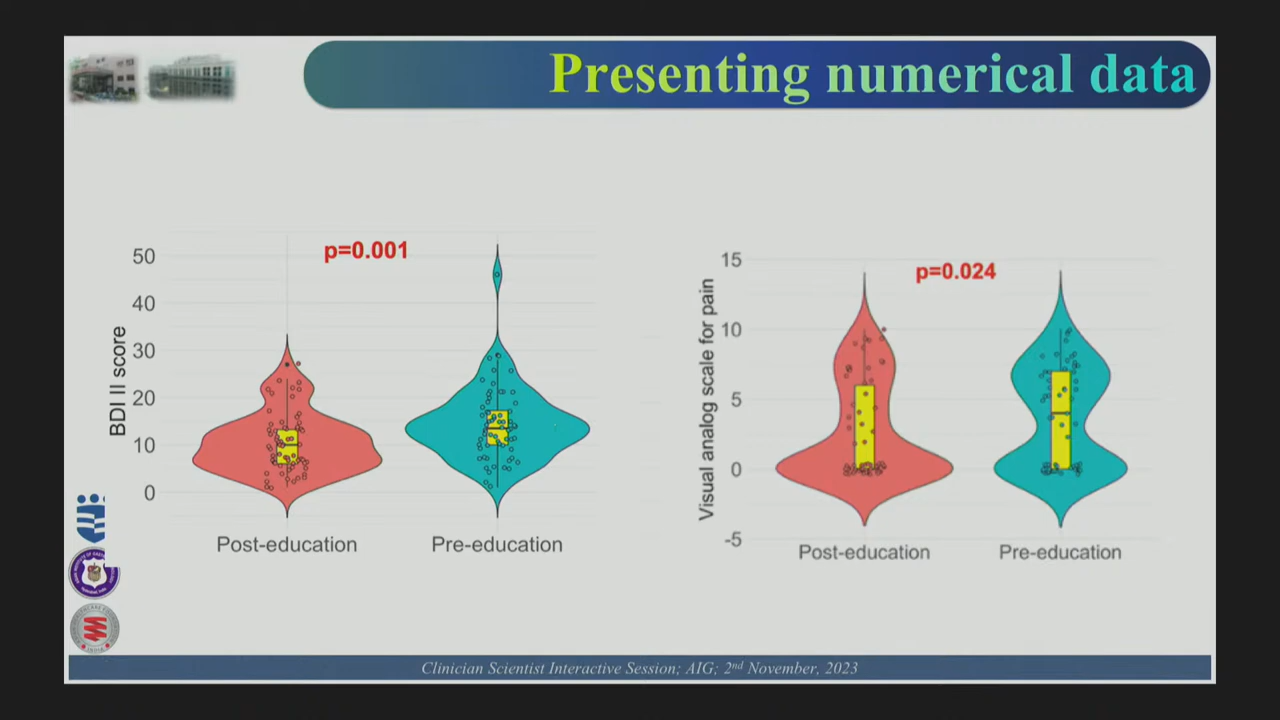 Presenting numerical data
BDI II score
50
40
30
20
10
0
p=0.001
Post-education
Pre-education
Visual analog scale for pain
15
10
5
0
-5
p=0.024
Post-education
Pre-education
INDIA
Clinician Scientist Interactive Session; AIG; 2nd November, 2023